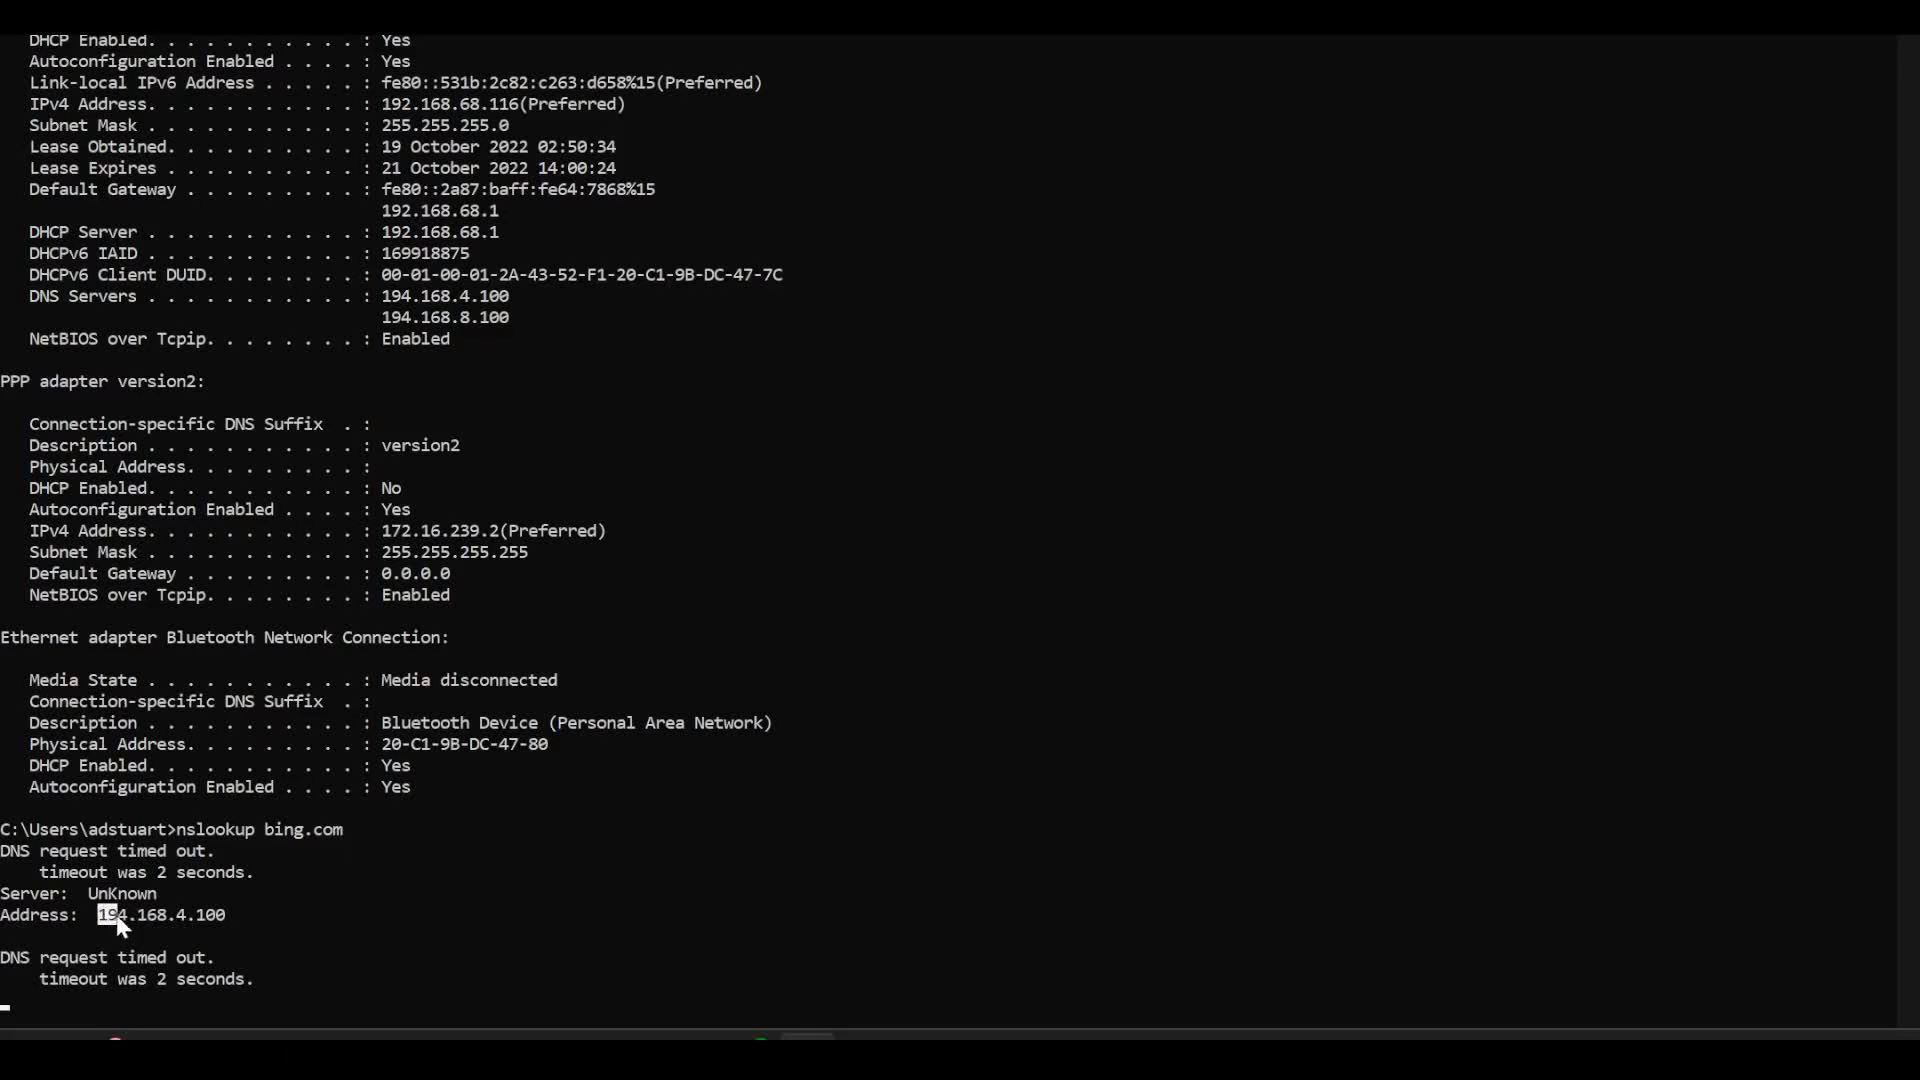 DHCP Enabled. . . . . . . . . . . : Yes
Autoconfiguration Enabled . . . . : Yes
Link-local IPv6 Address . . . . . : fe80::531b:2c82:c263:d658%15(Preferred)
IPv4 Address. . . . . . . . . . . : 192.168.68.116(Preferred)
Subnet Mask . . . . . . . . . . . : 255.255.255.0
Lease Obtained. . . . . . . . . . : 19 October 2022 02:50:34
Lease Expires . . . . . . . . . . : 21 October 2022 14:00:24
Default Gateway . . . . . . . . . : fe80::2a87:baff:fe64:7868%15
192.168.68.1
DHCP Server . . . . . . . . . . . : 192.168.68.1
DHCPv6 IAID . . . . . . . . . . . : 169918875
DHCPv6 Client DUID. . . . . . . . : 00-01-00-01-2A-43-52-F1-20-C1-9B-DC-47-7C
DNS Servers . . . . . . . . . . . : 194.168.4.100
194.168.8.100
NetBIOS over Tcpip. . . . . . . . : Enabled
PPP adapter version2:
Connection-specific DNS Suffix  . :
Description . . . . . . . . . . . : version2
Physical Address. . . . . . . . . :
DHCP Enabled. . . . . . . . . . . : No
Autoconfiguration Enabled . . . . : Yes
IPv4 Address. . . . . . . . . . . : 172.16.239.2(Preferred)
Subnet Mask . . . . . . . . . . . : 255.255.255.255
Default Gateway . . . . . . . . . : 0.0.0.0
NetBIOS over Tcpip. . . . . . . . : Enabled
Ethernet adapter Bluetooth Network Connection:
Media State . . . . . . . . . . . : Media disconnected
Connection-specific DNS Suffix  . :
Description . . . . . . . . . . . : Bluetooth Device (Personal Area Network)
Physical Address. . . . . . . . . : 20-C1-9B-DC-47-80
DHCP Enabled. . . . . . . . . . . : Yes
Autoconfiguration Enabled . . . . : Yes
C:\Users\adstuart>nslookup bing.com
DNS request timed out.
timeout was 2 seconds.
Server:  UnKnown
Address:  194.168.4.100
DNS request timed out.
timeout was 2 seconds.